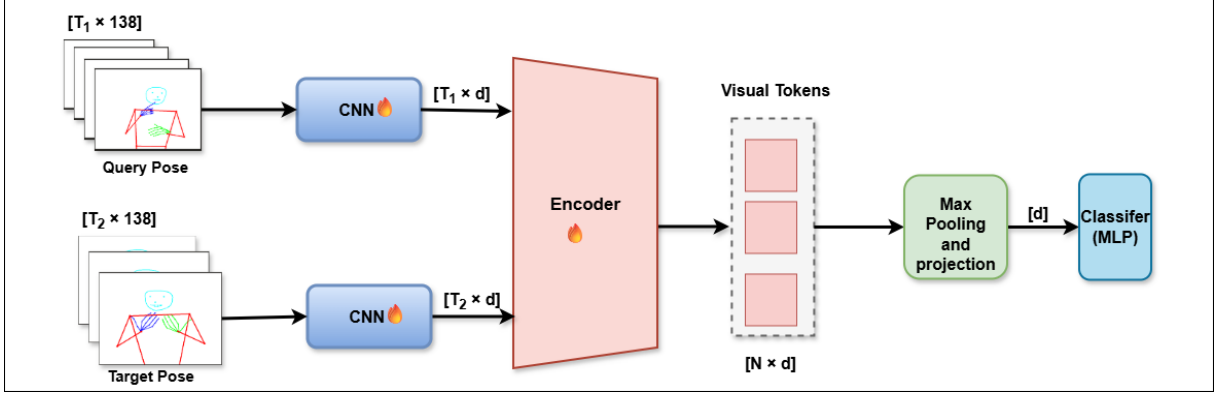 [T₁ × 138]
Query Pose
CNN
[T₁ × d]
[T₂ × 138]
Target Pose
CNN
[T₂ × d]
Encoder
Visual Tokens
[N × d]
Max
Pooling
and
projection
[d]
Classifer
(MLP)